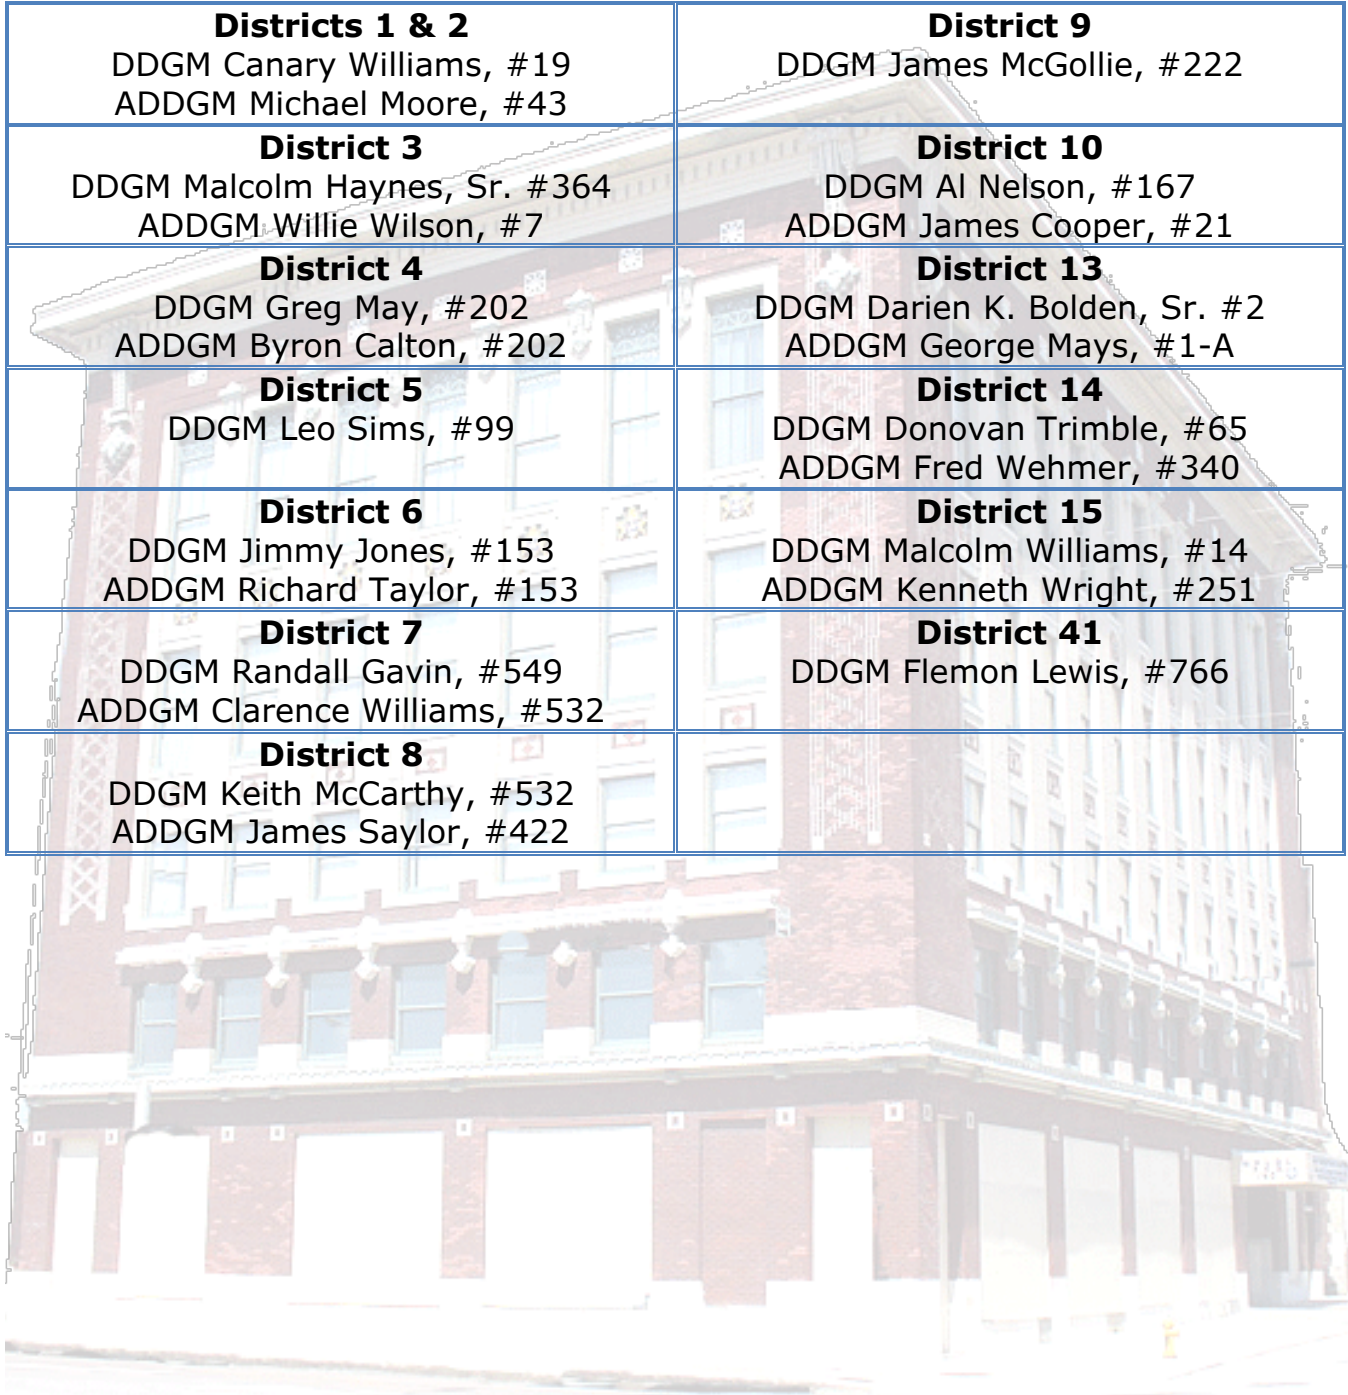 Districts 1 & 2
DDGM Canary Williams, #19
ADDGM Michael Moore, #43
District 9
DDGM James McGollie, #222
District 3
DDGM Malcolm Haynes, Sr. #364
ADDGM Willie Wilson, #7
District 10
DDGM Al Nelson, #167
ADDGM James Cooper, #21
District 4
DDGM Greg May, #202
ADDGM Byron Calton, #202
District 13
DDGM Darien K. Bolden, Sr. #2
ADDGM George Mays, #1-A
District 5
DDGM Leo Sims, #99
District 14
DDGM Donovan Trimble, #65
ADDGM Fred Wehmer, #340
District 6
DDGM Jimmy Jones, #153
ADDGM Richard Taylor, #153
District 15
DDGM Malcolm Williams, #14
ADDGM Kenneth Wright, #251
District 7
DDGM Randall Gavin, #549
ADDGM Clarence Williams, #532
District 41
DDGM Flemon Lewis, #766
District 8
DDGM Keith McCarthy, #532
ADDGM James Saylor, #422